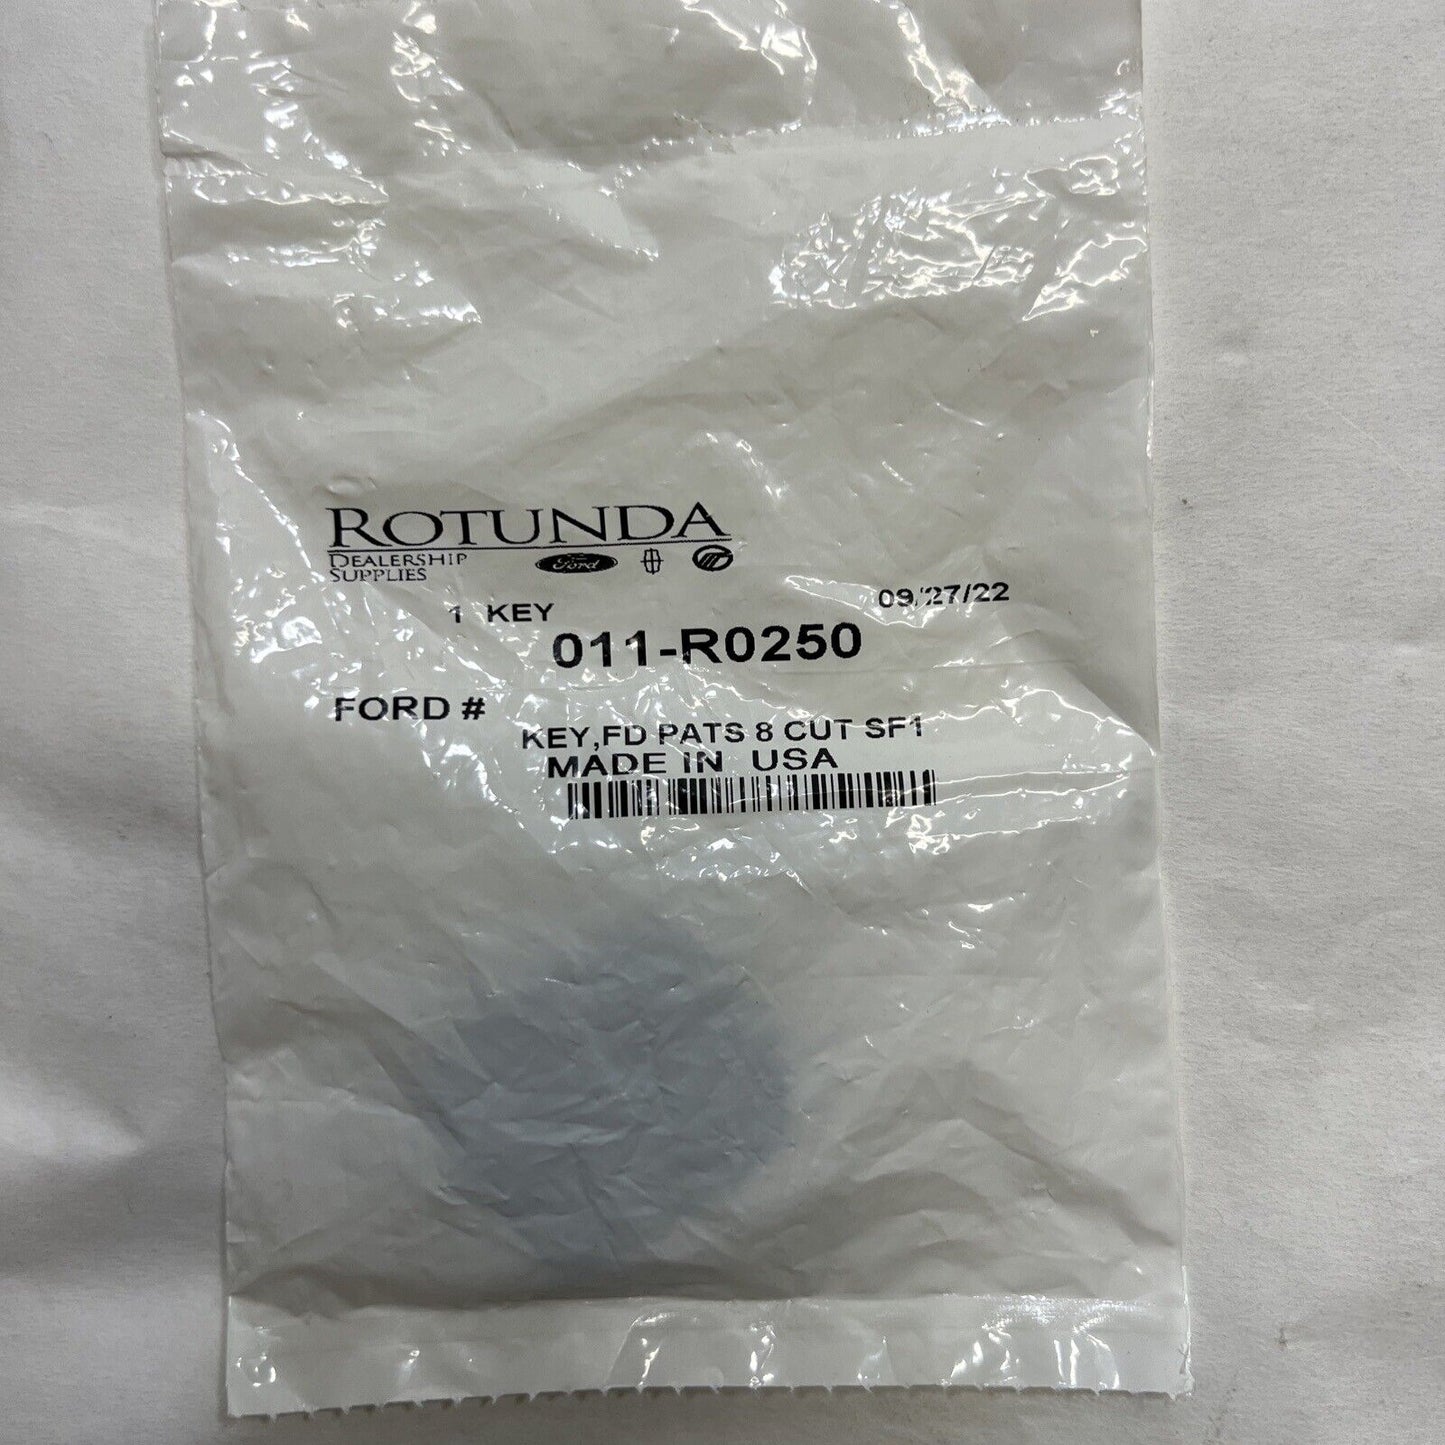 ROTUNDA
DEALERSHIP
SUPPLIES
Ford
1 KEY
09/27/22
011-R0250
FORD #
KEY,FD PATS 8 CUT SF1
MADE IN USA